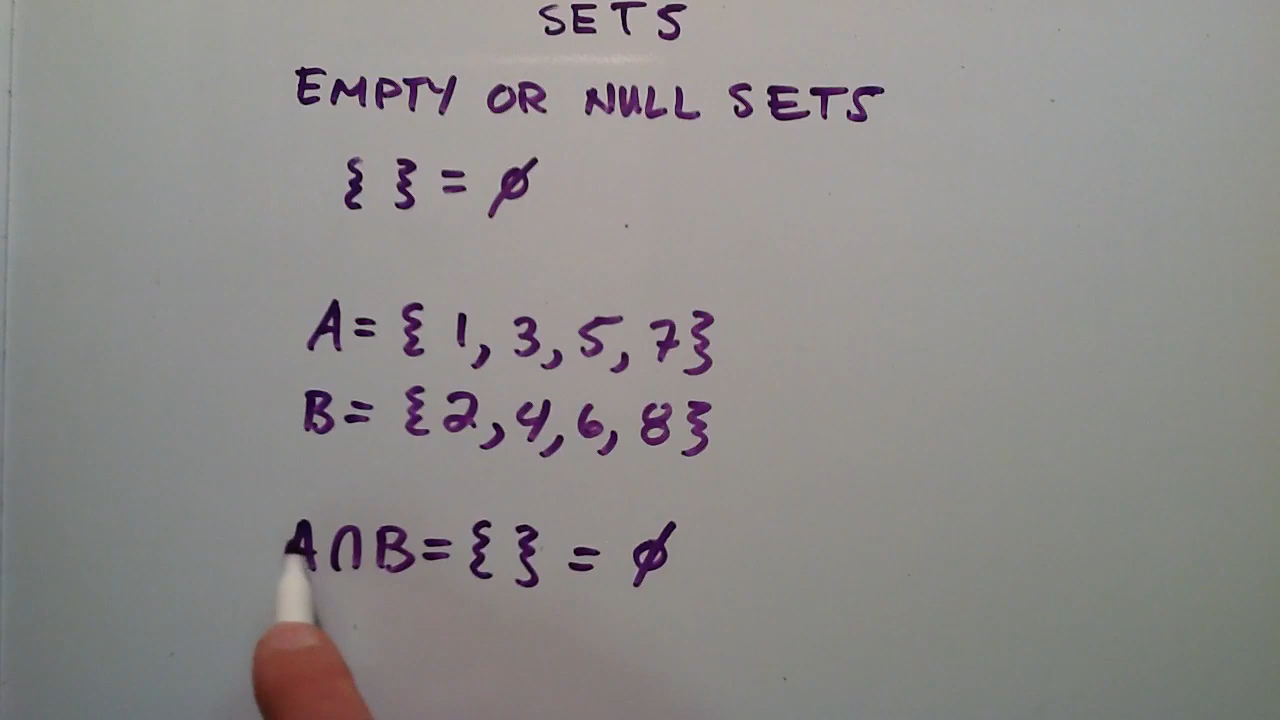 SETS
EMPTY OR NULL SETS
{ } = ∅
A = { 1, 3, 5, 7}
B = {2, 4, 6, 8}
A∩B = { } = ∅